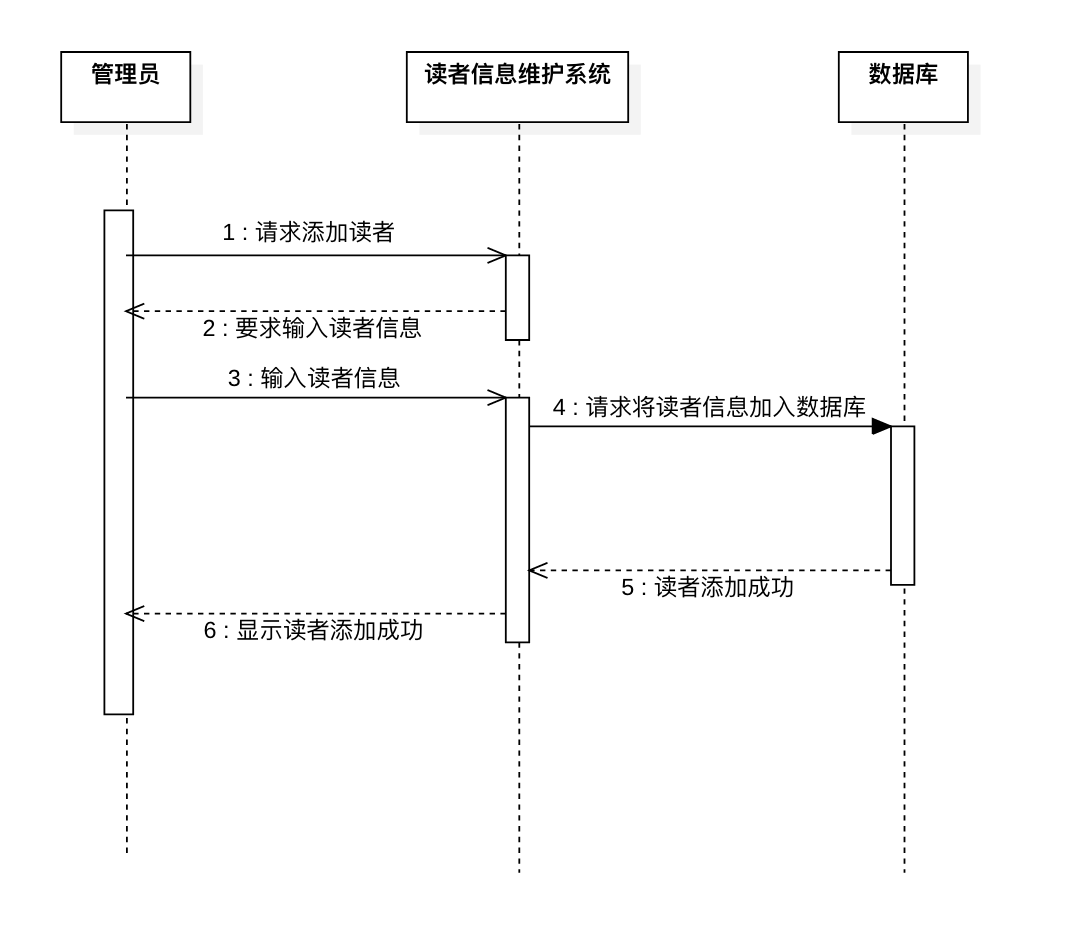 管理员
读者信息维护系统
数据库
1 : 请求添加读者
2 : 要求输入读者信息
3 : 输入读者信息
4 : 请求将读者信息加入数据库
5 : 读者添加成功
6 : 显示读者添加成功